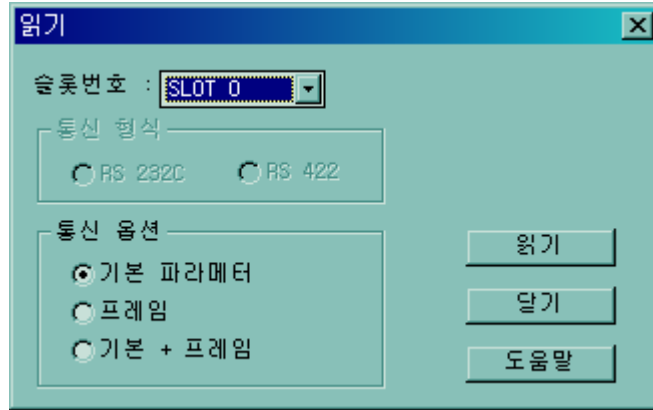 읽기
슬롯번호 : SLOT 0
통신 형식
RS 232C RS 422
통신 옵션
기본 파라메터
프레임
기본 + 프레임
읽기
닫기
도움말